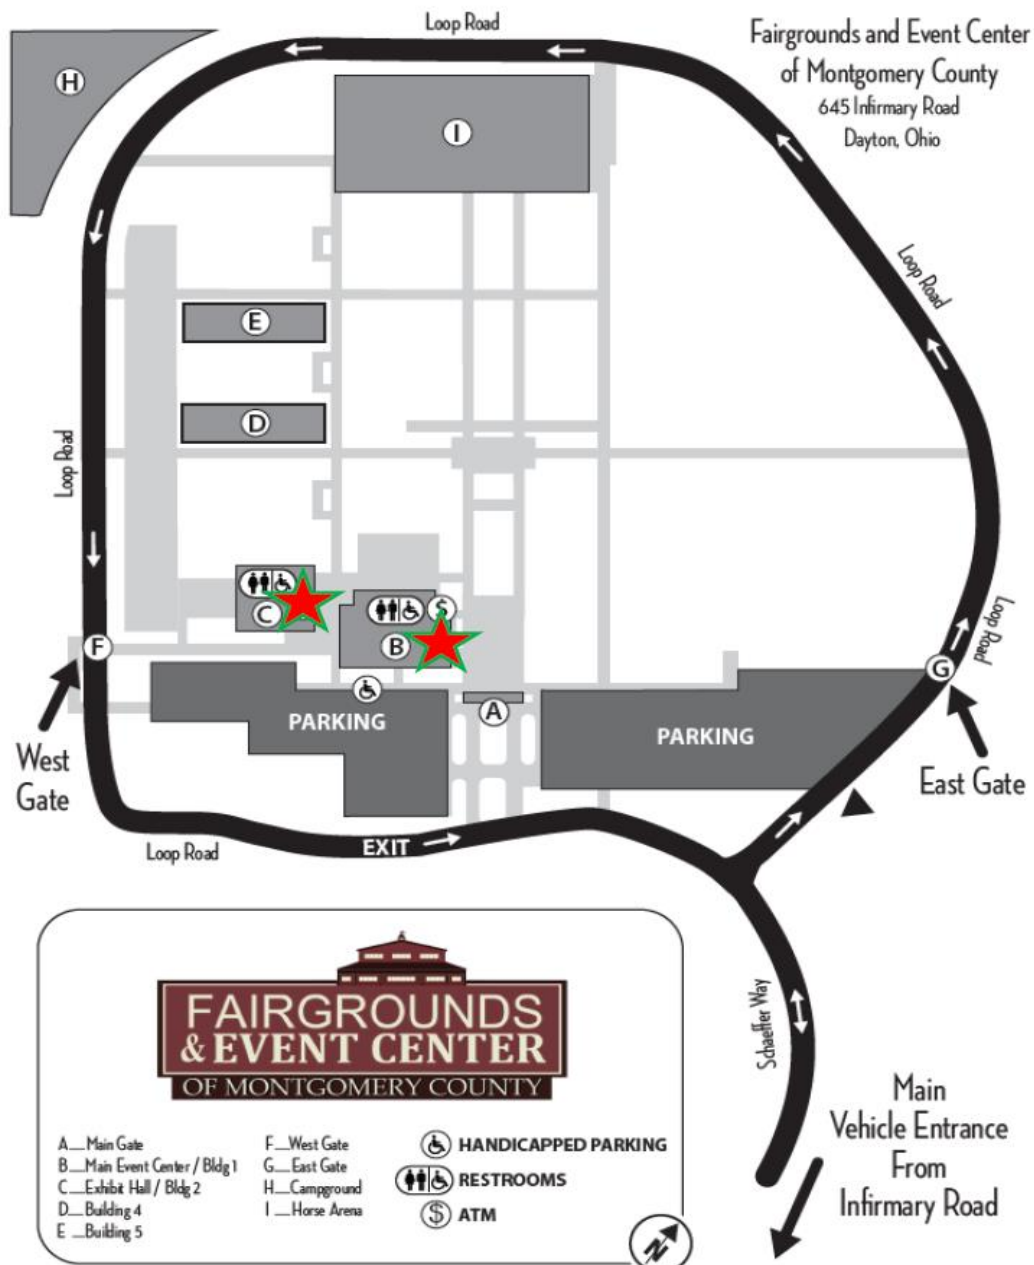 Loop Road
Fairgrounds and Event Center
of Montgomery County
645 Infirmary Road
Dayton, Ohio
H
I
Loop Road
E
D
Loop Road
C
$
B
Loop Road
F
G
A
PARKING
PARKING
West
Gate
East Gate
EXIT
Loop Road
Schaeffer Way
FAIRGROUNDS
& EVENT CENTER
OF MONTGOMERY COUNTY
Main
Vehicle Entrance
From
Infirmary Road
A__Main Gate
B__Main Event Center / Bldg 1
C__Exhibit Hall / Bldg 2
D__Building 4
E __Building 5
F__West Gate
G__East Gate
H__Campground
I __Horse Arena
HANDICAPPED PARKING
RESTROOMS
$ ATM
N